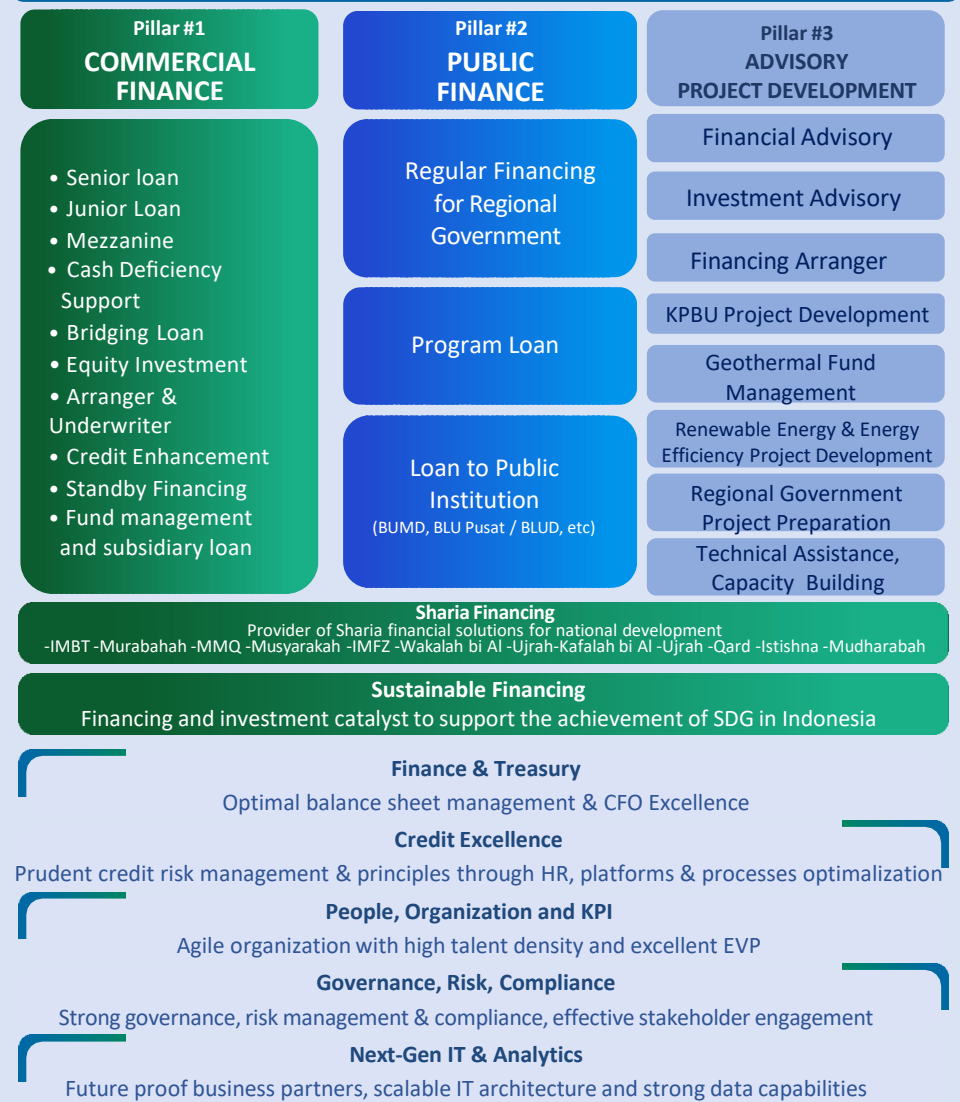 Pillar #1
COMMERCIAL
FINANCE
• Senior loan
• Junior Loan
• Mezzanine
• Cash Deficiency
Support
• Bridging Loan
• Equity Investment
• Arranger &
Underwriter
• Credit Enhancement
• Standby Financing
• Fund management
and subsidiary loan
Pillar #2
PUBLIC
FINANCE
Regular Financing
for Regional
Government
Program Loan
Loan to Public
Institution
(BUMD, BLU Pusat / BLUD, etc)
Pillar #3
ADVISORY
PROJECT DEVELOPMENT
Financial Advisory
Investment Advisory
Financing Arranger
KPBU Project Development
Geothermal Fund
Management
Renewable Energy & Energy
Efficiency Project Development
Regional Government
Project Preparation
Technical Assistance,
Capacity Building
Sharia Financing
Provider of Sharia financial solutions for national development
-IMBT -Murabahah -MMQ -Musyarakah -IMFZ -Wakalah bi Al -Ujrah-Kafalah bi Al -Ujrah -Qard -Istishna -Mudharabah
Sustainable Financing
Financing and investment catalyst to support the achievement of SDG in Indonesia
Finance & Treasury
Optimal balance sheet management & CFO Excellence
Credit Excellence
Prudent credit risk management & principles through HR, platforms & processes optimalization
People, Organization and KPI
Agile organization with high talent density and excellent EVP
Governance, Risk, Compliance
Strong governance, risk management & compliance, effective stakeholder engagement
Next-Gen IT & Analytics
Future proof business partners, scalable IT architecture and strong data capabilities